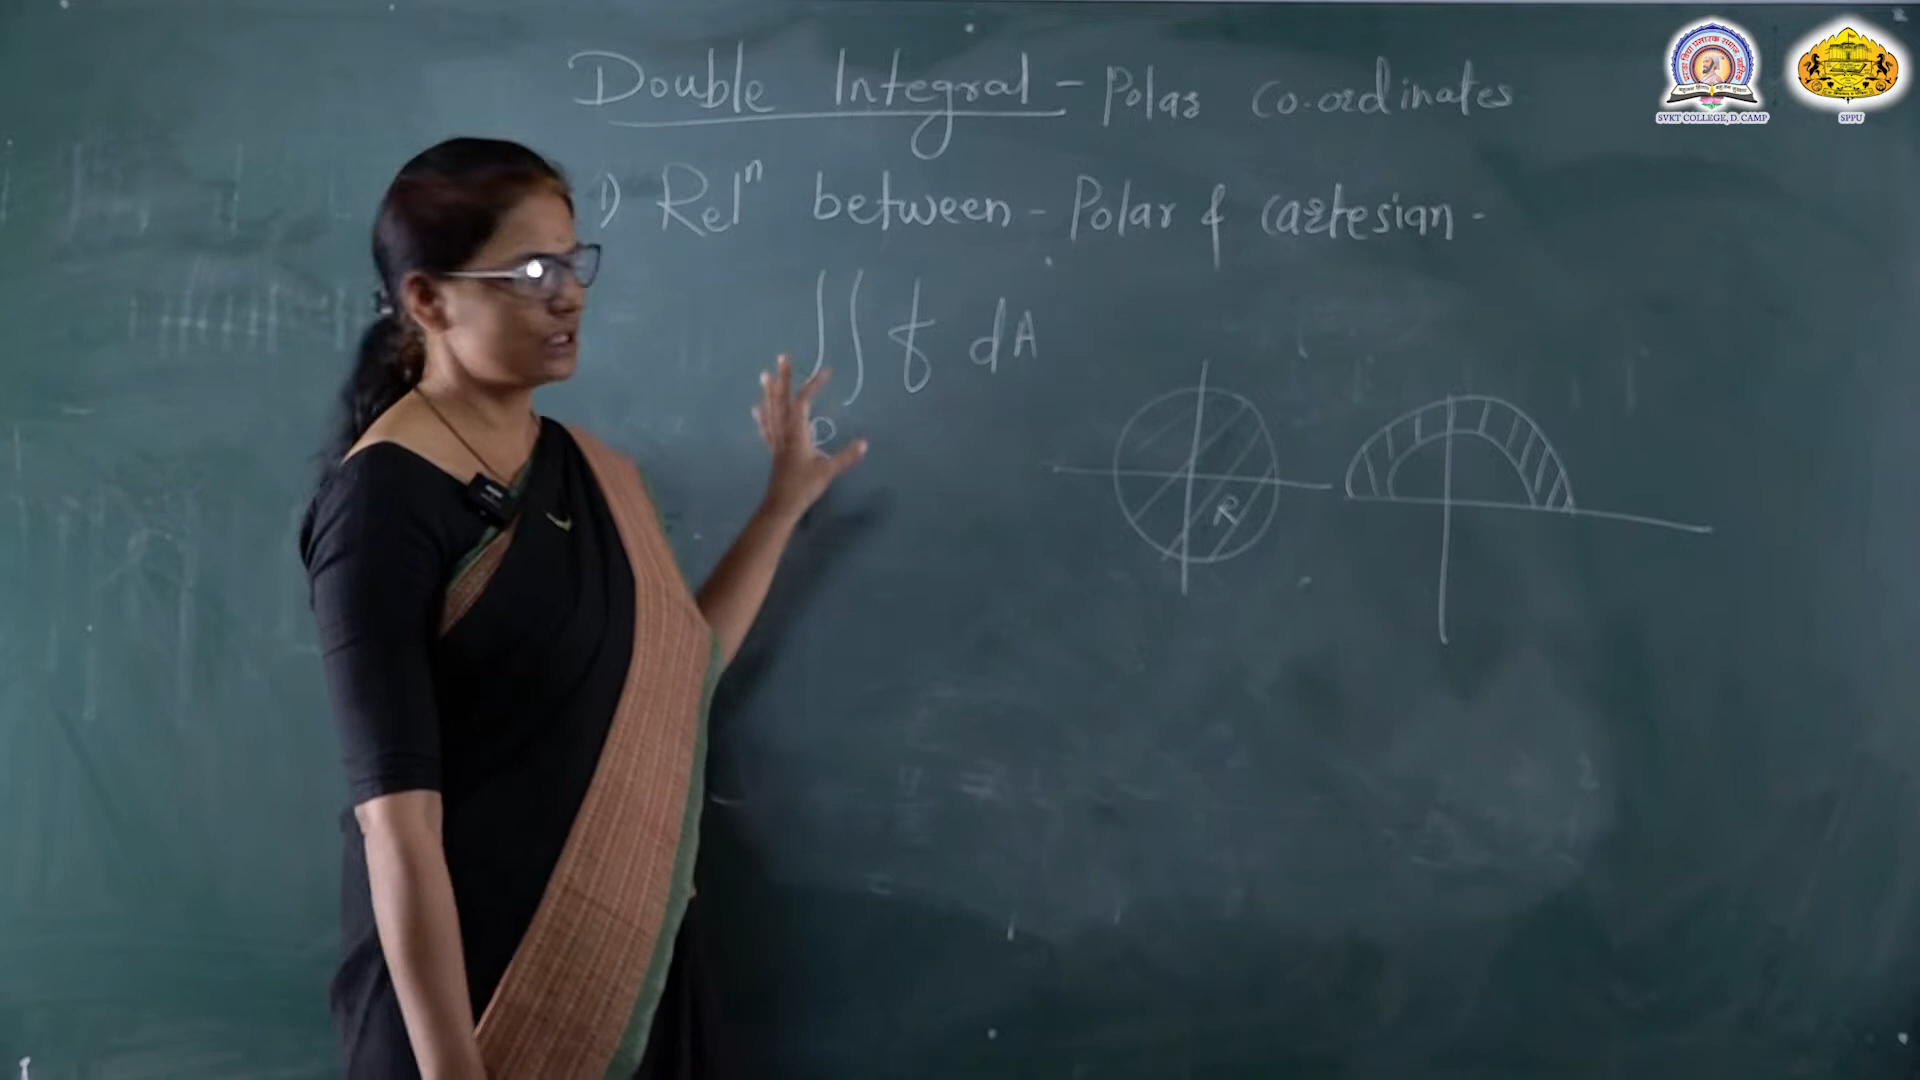 Double Integral - Polar co-ordinates
1) Relⁿ between - Polar & cartesian -
∬ f dA
R
R
SVKT COLLEGE, D. CAMP
SPPU